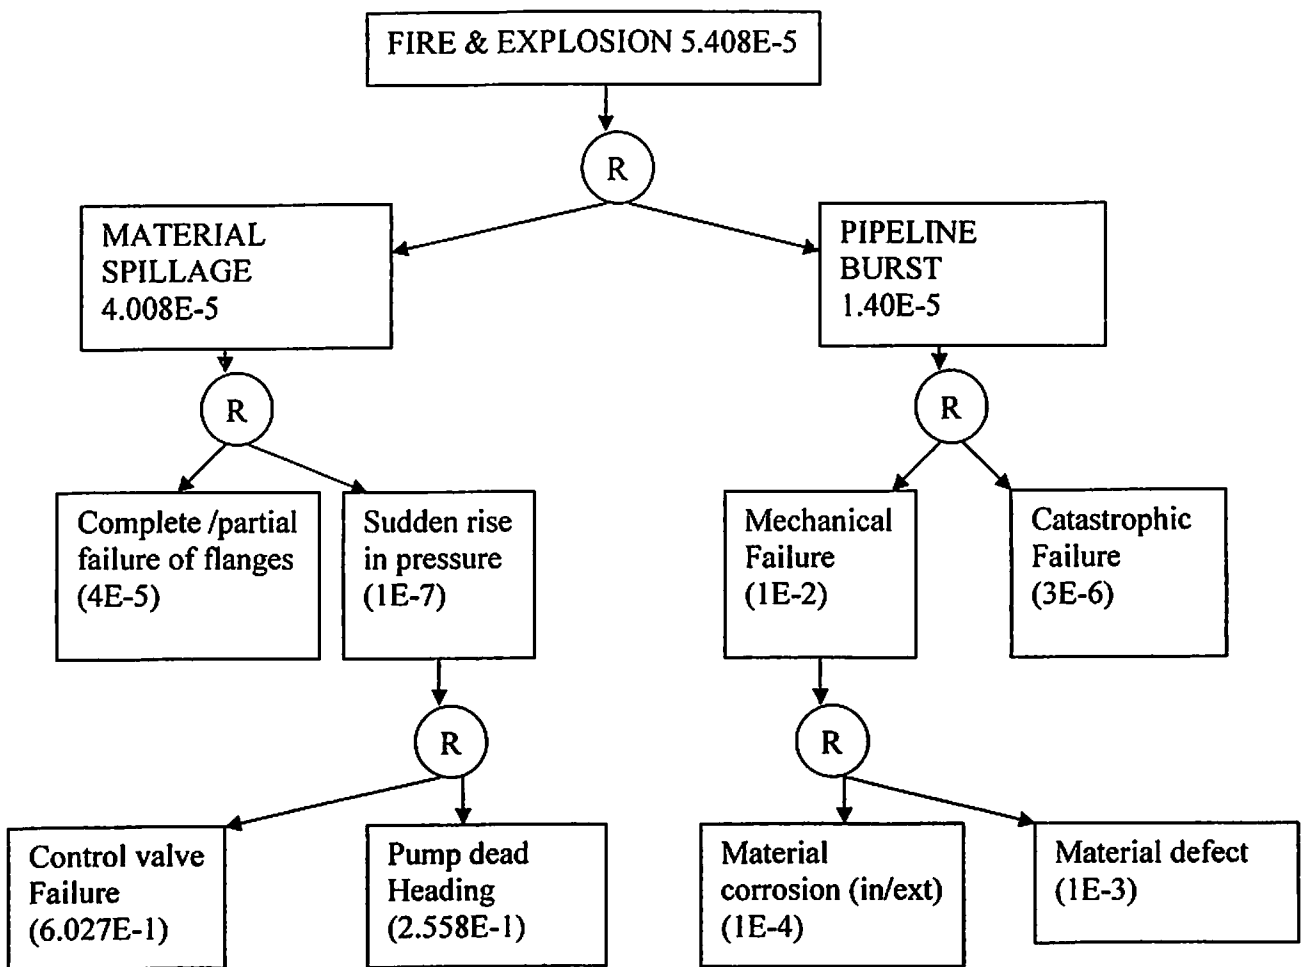 FIRE & EXPLOSION 5.408E-5
R
MATERIAL
SPILLAGE
4.008E-5
PIPELINE
BURST
1.40E-5
R
R
Complete /partial
failure of flanges
(4E-5)
Sudden rise
in pressure
(1E-7)
Mechanical
Failure
(1E-2)
Catastrophic
Failure
(3E-6)
R
R
Control valve
Failure
(6.027E-1)
Pump dead
Heading
(2.558E-1)
Material
corrosion (in/ext)
(1E-4)
Material defect
(1E-3)